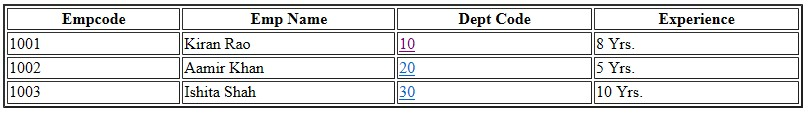 Empcode Emp Name Dept Code Experience
1001 Kiran Rao 10 8 Yrs.
1002 Aamir Khan 20 5 Yrs.
1003 Ishita Shah 30 10 Yrs.